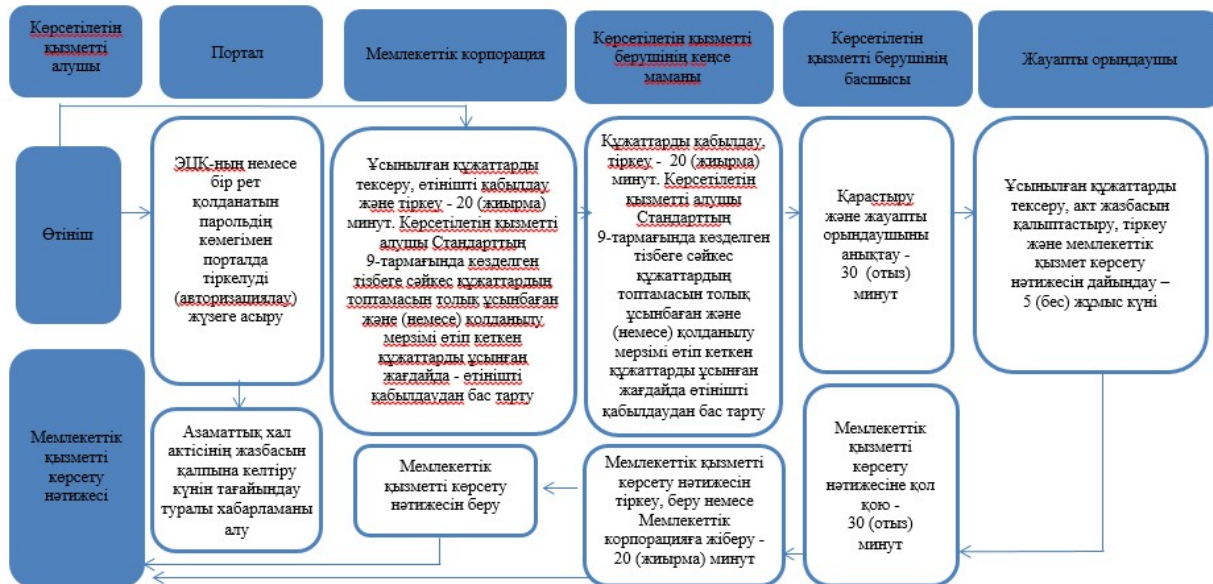 Көрсетілетін
қызметті
алушы
Портал
Мемлекеттік корпорация
Көрсетілетін қызметті
берушінің кеңсе
маманы
Көрсетілетін
қызметті берушінің
басшысы
Жауапты орындаушы
Өтініш
ЭЦҚ-ның немесе
бір рет
қолданатын
парольдің
көмегімен
порталда
тіркелуді
(авторизациялау)
жүзеге асыру
Ұсынылған құжаттарды
тексеру, өтінішті қабылдау
және тіркеу - 20 (жиырма)
минут. Көрсетілетін қызметті
алушы Стандарттың
9-тармағында көзделген
тізбеге сәйкес құжаттардың
топтамасын толық ұсынбаған
және (немесе) қолданылу
мерзімі өтіп кеткен
құжаттарды ұсынған
жағдайда - өтінішті
қабылдаудан бас тарту
Құжаттарды қабылдау,
тіркеу - 20 (жиырма)
минут. Көрсетілетін
қызметті алушы
Стандарттың
9-тармағында көзделген
тізбеге сәйкес
құжаттардың
топтамасын толық
ұсынбаған және
(немесе) қолданылу
мерзімі өтіп кеткен
құжаттарды ұсынған
жағдайда өтінішті
қабылдаудан бас тарту
Қарастыру
және жауапты
орындаушыны
анықтау -
30 (отыз)
минут
Ұсынылған құжаттарды
тексеру, акт жазбасын
қалыптастыру, тіркеу
және мемлекеттік
қызмет көрсету
нәтижесін дайындау –
5 (бес) жұмыс күні
Мемлекеттік
қызметті
көрсету
нәтижесі
Азаматтық хал
актісінің жазбасын
қалпына келтіру
күнін тағайындау
туралы хабарламаны
алу
Мемлекеттік
қызметті көрсету
нәтижесін беру
Мемлекеттік қызметті
көрсету нәтижесін
тіркеу, беру немесе
Мемлекеттік
корпорацияға жіберу -
20 (жиырма) минут
Мемлекеттік
қызметті
көрсету
нәтижесіне қол
қою -
30 (отыз)
минут